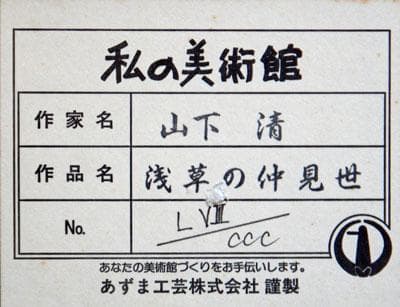 私の美術館
作家名 山下 清
作品名 浅草の仲見世
No. LVIII/CCC
あなたの美術館づくりをお手伝いします。
あずま工芸株式会社 謹製